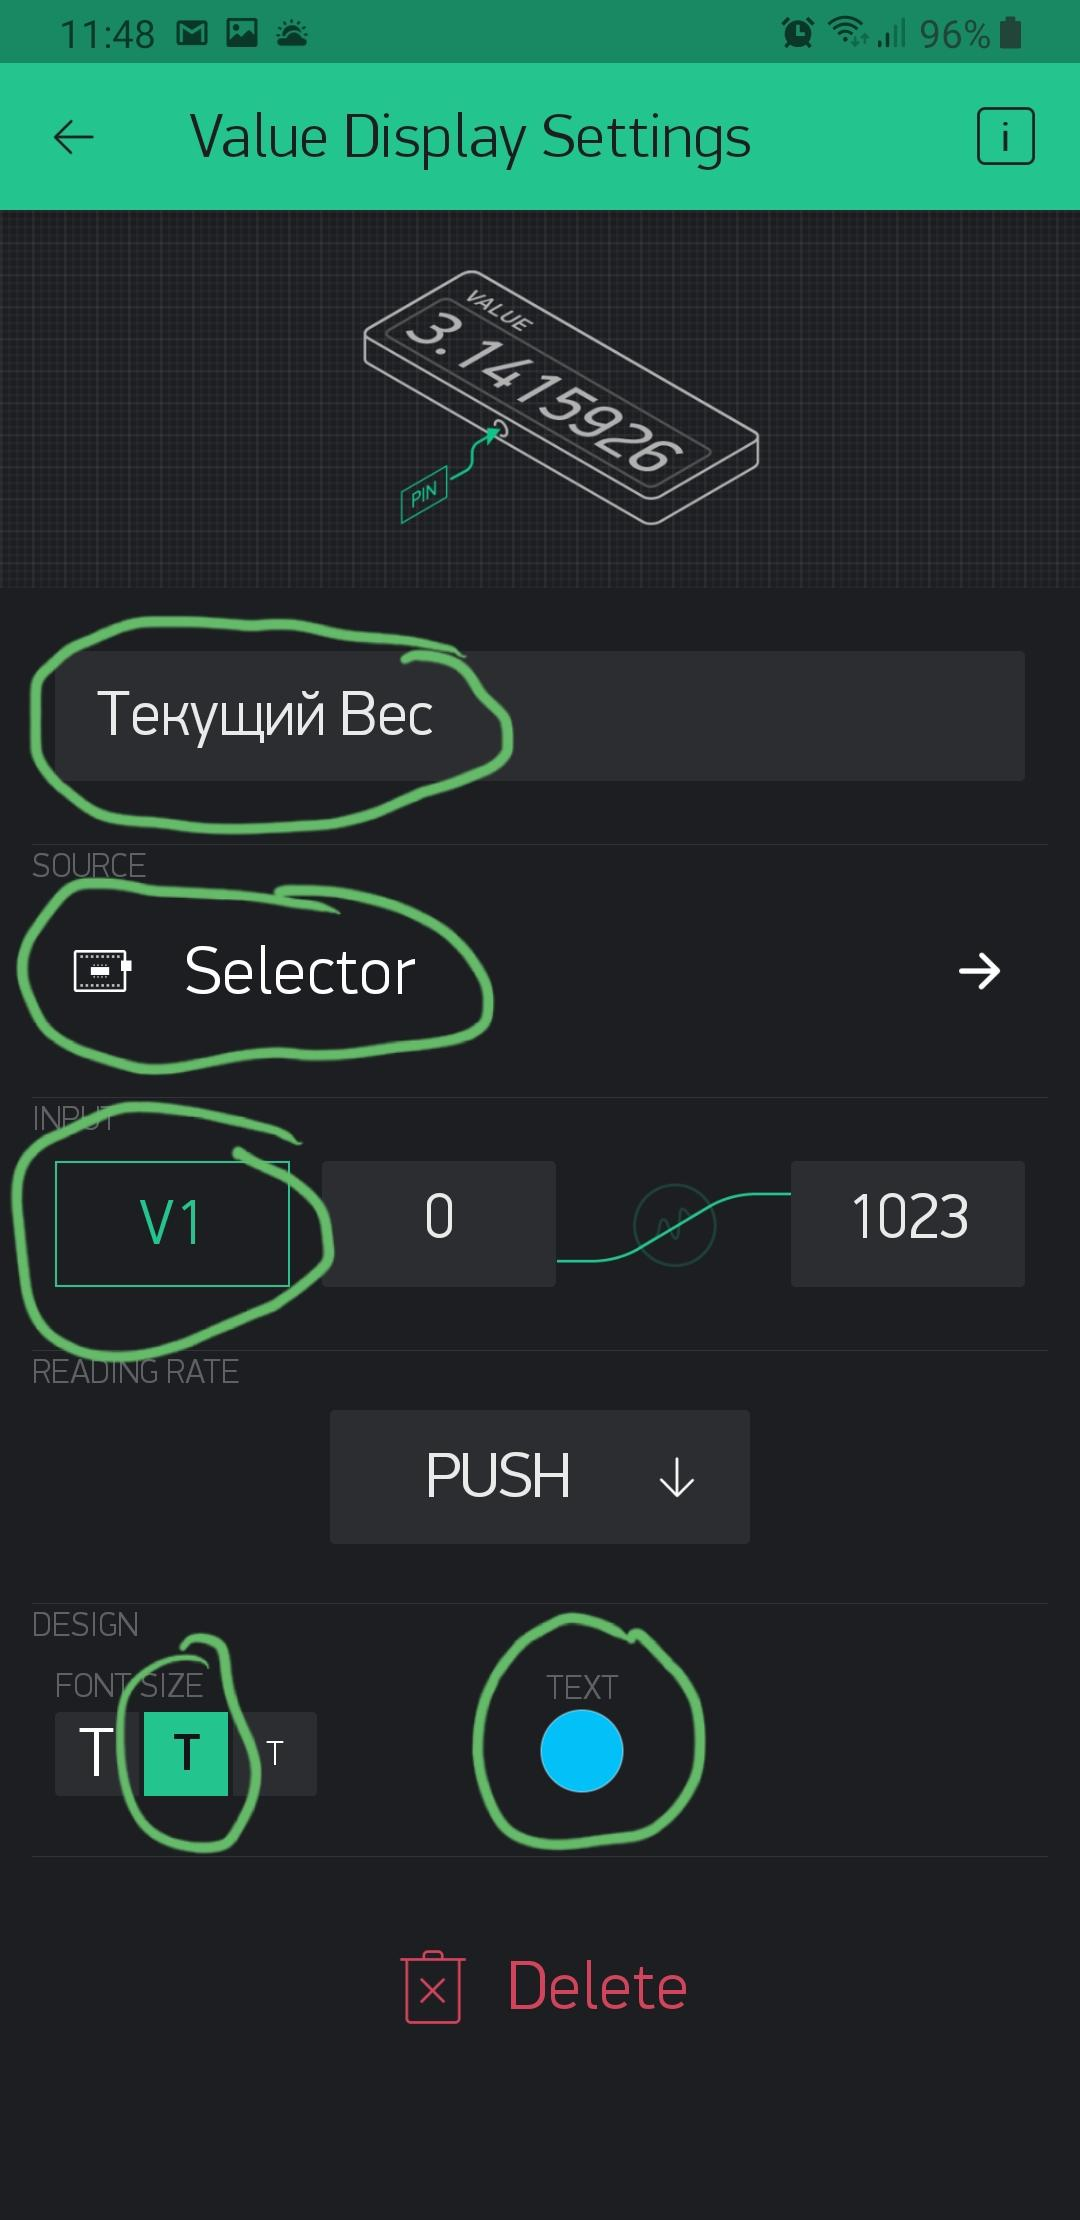 11:48 96%
Value Display Settings i
VALUE
3.1415926
PIN
Текущий Вес
SOURCE
Selector
INPUT
V1 0 1023
READING RATE
PUSH
DESIGN
FONT SIZE TEXT
T T T
Delete